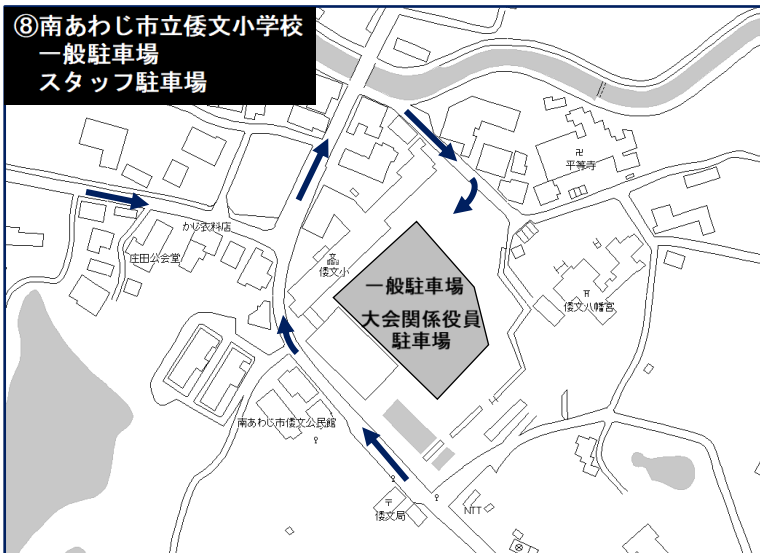 ⑧南あわじ市立倭文小学校
一般駐車場
スタッフ駐車場
平等寺
かじ衣料店
庄田公会堂
倭文小
一般駐車場
大会関係役員
駐車場
倭文八幡宮
南あわじ市倭文公民館
倭文局
NTT